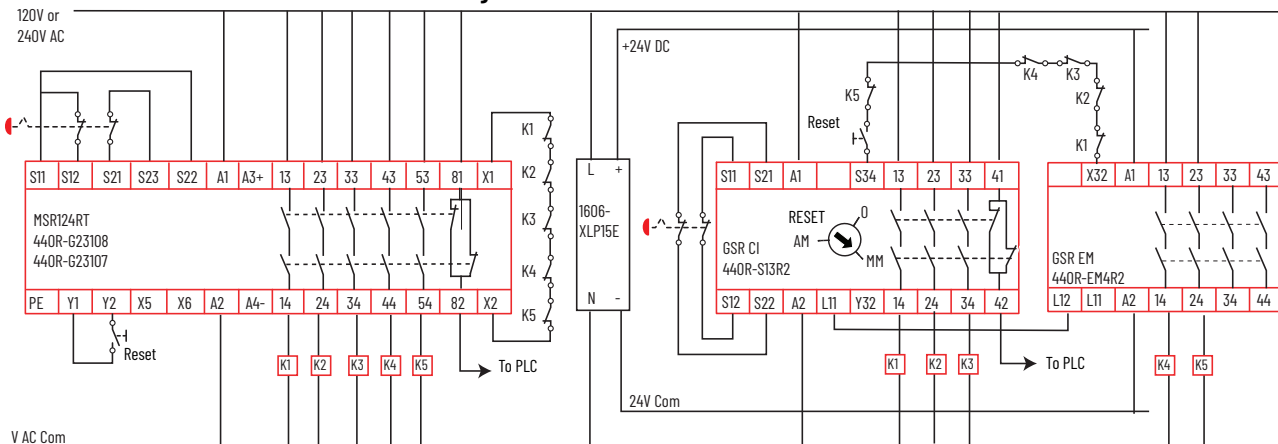 120V or
240V AC
+24V DC
K4
K3
K5
K2
K1
Reset
K1
K2
K3
K4
K5
S11 S12 S21 S23 S22 A1 A3+ 13 23 33 43 53 81 X1
MSR124RT
440R-G23108
440R-G23107
PE Y1 Y2 X5 X6 A2 A4- 14 24 34 44 54 82 X2
Reset
K1 K2 K3 K4 K5
To PLC
L +
1606-
XLP15E
N -
S11 S21 A1 S34 13 23 33 41
RESET
0
AM
MM
GSR CI
440R-S13R2
S12 S22 A2 L11 Y32 14 24 34 42
K1 K2 K3
To PLC
X32 A1 13 23 33 43
GSR EM
440R-EM4R2
L12 L11 A2 14 24 34 44
K4 K5
24V Com
V AC Com